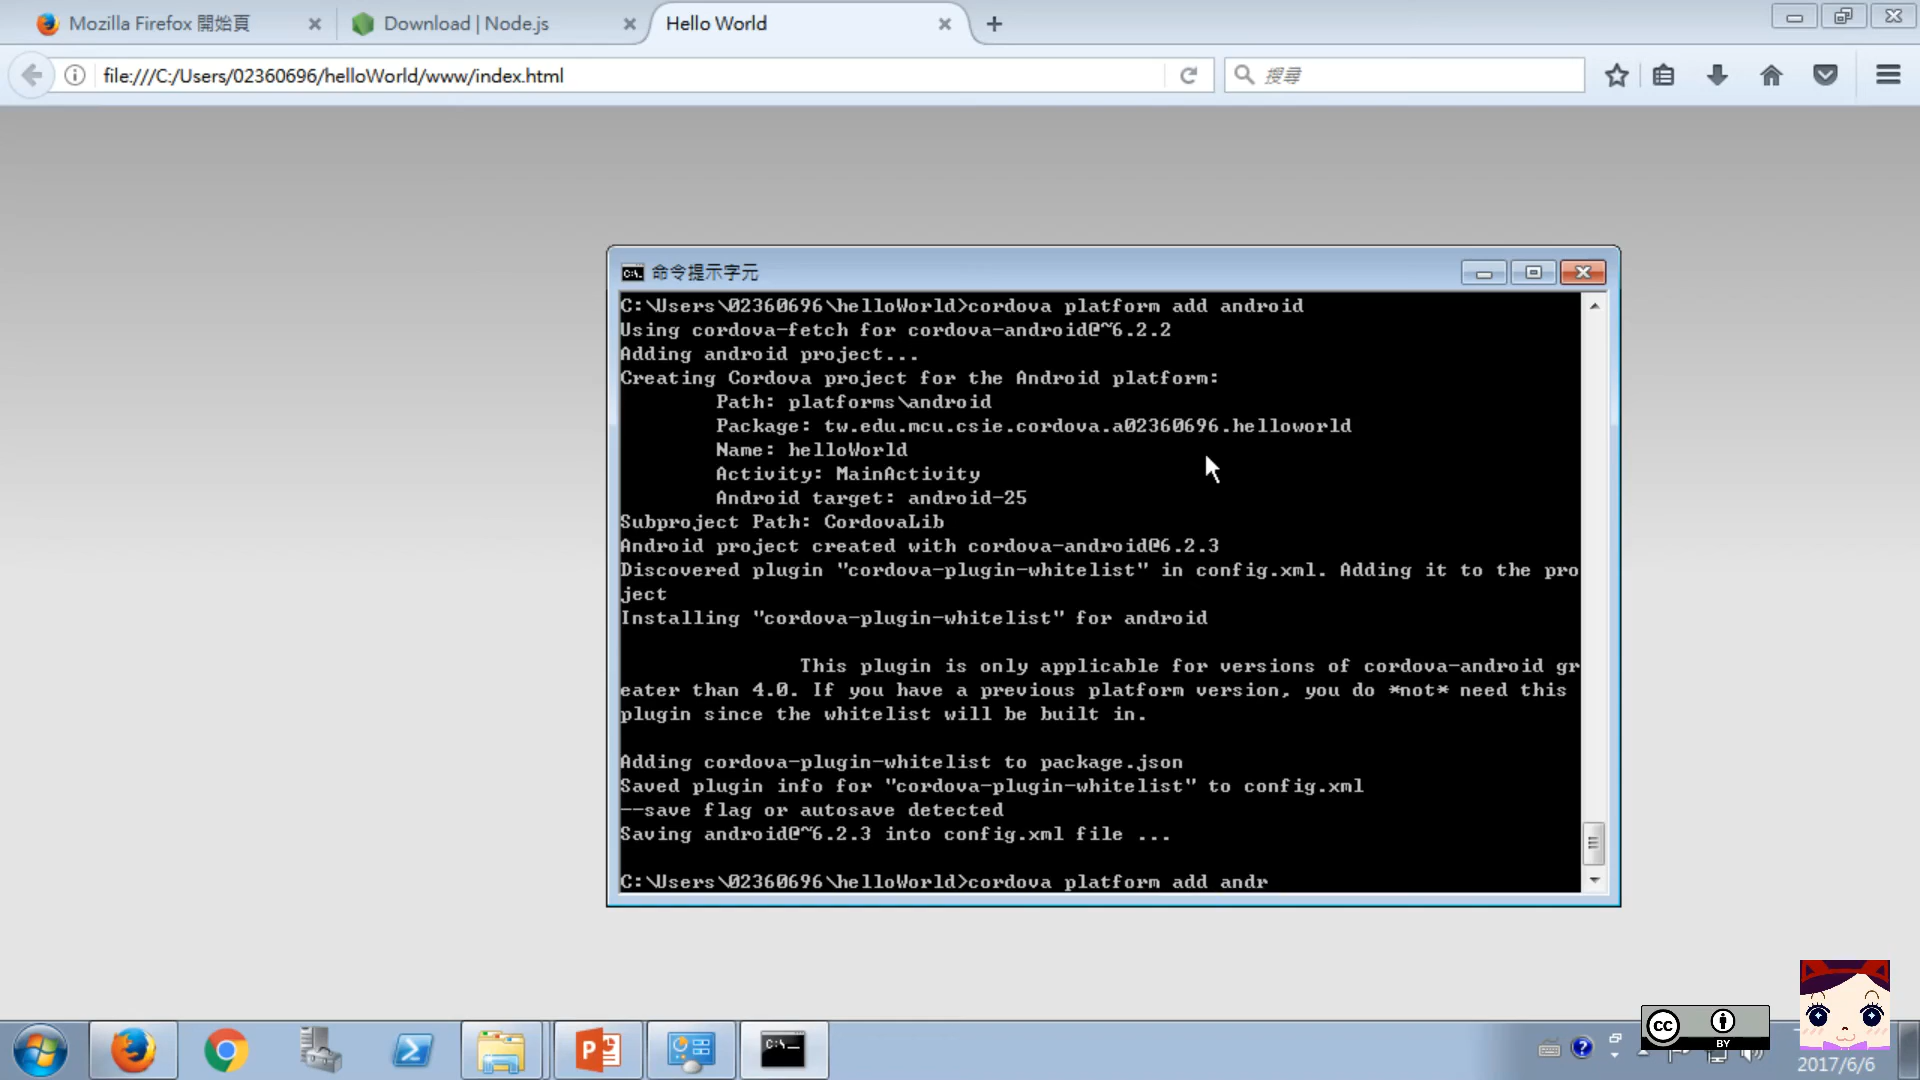 Mozilla Firefox 開始頁
Download | Node.js
Hello World
file:///C:/Users/02360696/helloWorld/www/index.html
搜尋
命令提示字元
C:\Users\02360696\helloWorld>cordova platform add android
Using cordova-fetch for cordova-android@~6.2.2
Adding android project...
Creating Cordova project for the Android platform:
Path: platforms\android
Package: tw.edu.mcu.csie.cordova.a02360696.helloworld
Name: helloWorld
Activity: MainActivity
Android target: android-25
Subproject Path: CordovaLib
Android project created with cordova-android@6.2.3
Discovered plugin "cordova-plugin-whitelist" in config.xml. Adding it to the pro
ject
Installing "cordova-plugin-whitelist" for android
This plugin is only applicable for versions of cordova-android gr
eater than 4.0. If you have a previous platform version, you do *not* need this
plugin since the whitelist will be built in.
Adding cordova-plugin-whitelist to package.json
Saved plugin info for "cordova-plugin-whitelist" to config.xml
--save flag or autosave detected
Saving android@~6.2.3 into config.xml file ...
C:\Users\02360696\helloWorld>cordova platform add andr
cc
BY
2017/6/6